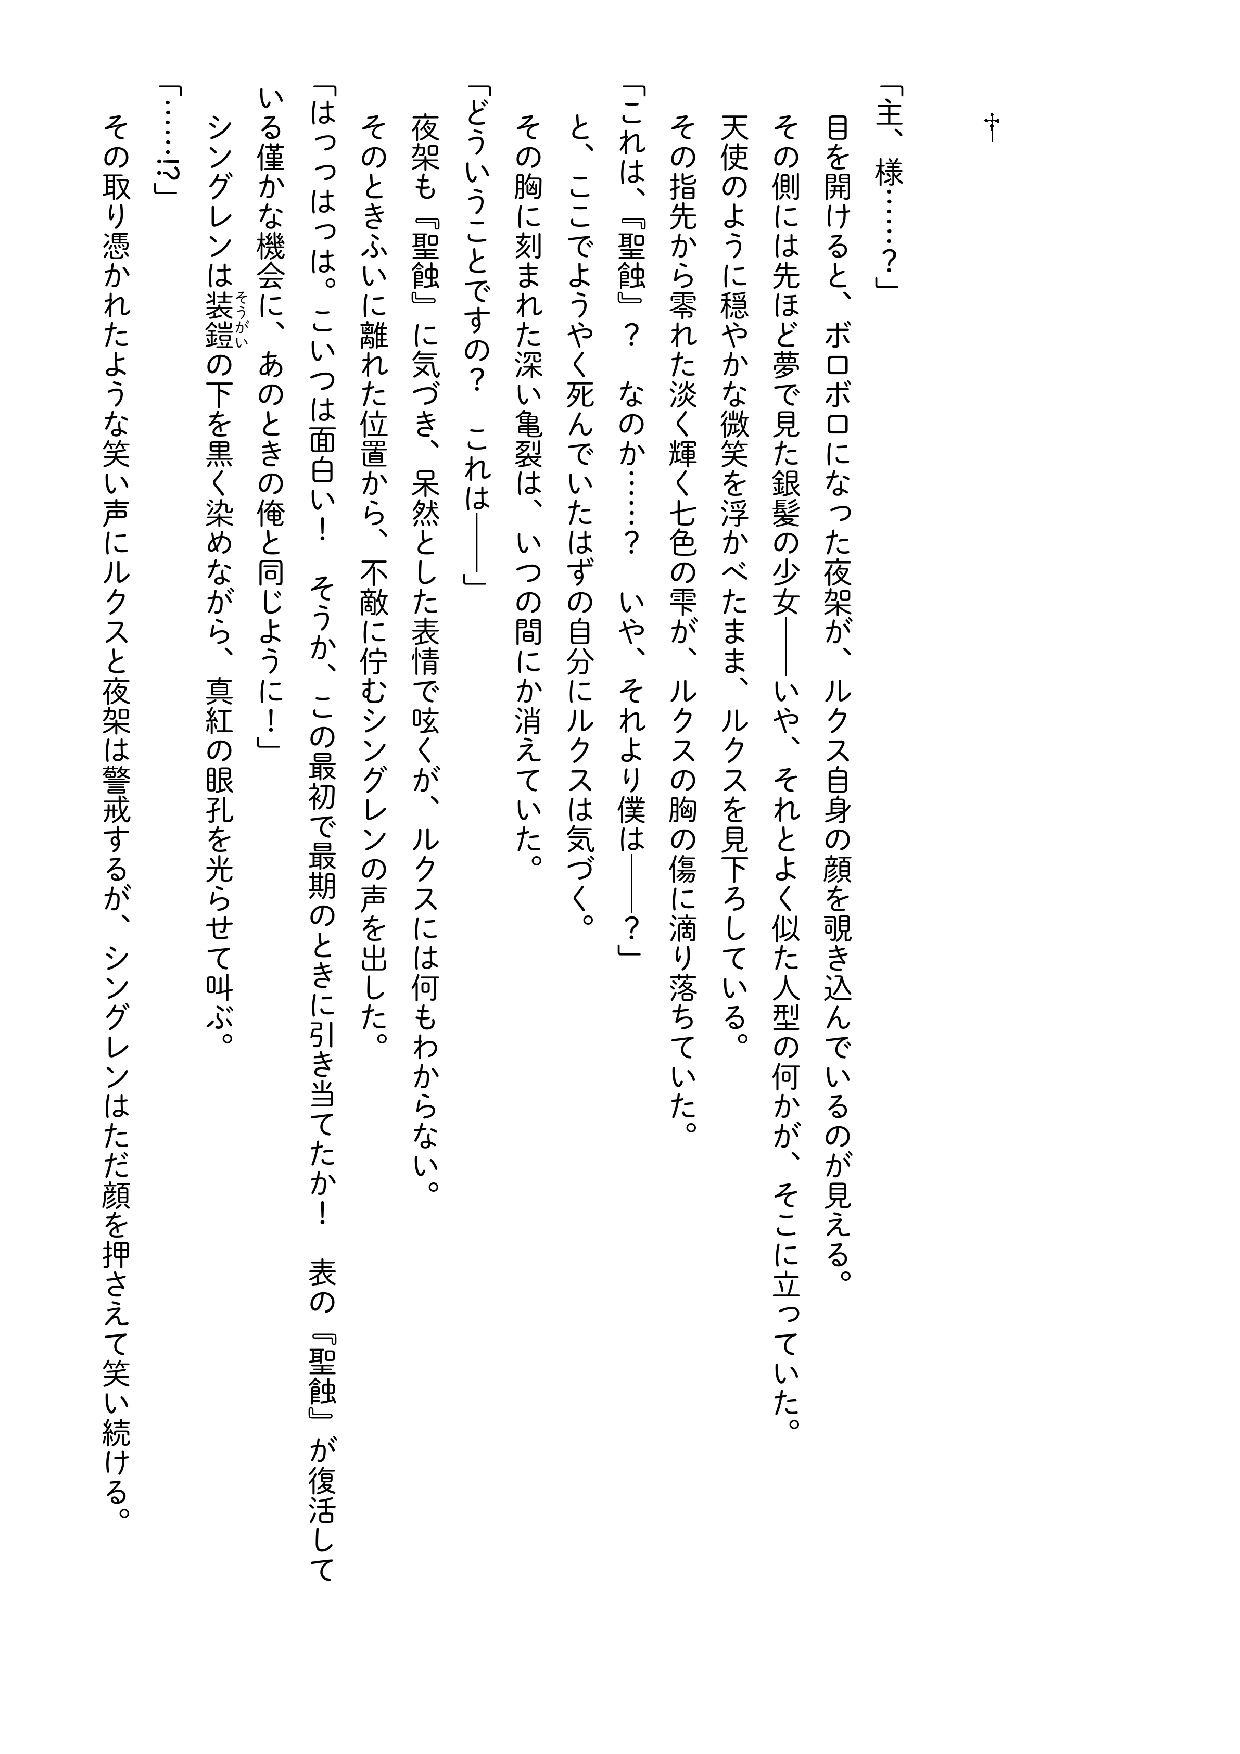 †
「主、様……？」
目を開けると、ボロボロになった夜架が、ルクス自身の顔を覗き込んでいるのが見える。
その側には先ほど夢で見た銀髪の少女――いや、それとよく似た人型の何かが、そこに立っていた。
天使のように穏やかな微笑を浮かべたまま、ルクスを見下ろしている。
その指先から零れた淡く輝く七色の雫が、ルクスの胸の傷に滴り落ちていた。
「これは、『聖蝕』？　なのか……？　いや、それより僕は――？」
と、ここでようやく死んでいたはずの自分にルクスは気づく。
その胸に刻まれた深い亀裂は、いつの間にか消えていた。
「どういうことですの？　これは――」
夜架も『聖蝕』に気づき、呆然とした表情で呟くが、ルクスには何もわからない。
そのときふいに離れた位置から、不敵に佇むシングレンの声を出した。
「はっっはっは。こいつは面白い！　そうか、この最初で最期のときに引き当てたか！　表の『聖蝕』が復活して
いる僅かな機会に、あのときの俺と同じように！」
シングレンは装鎧の下を黒く染めながら、真紅の眼孔を光らせて叫ぶ。
そうがい
「……!?」
その取り憑かれたような笑い声にルクスと夜架は警戒するが、シングレンはただ顔を押さえて笑い続ける。